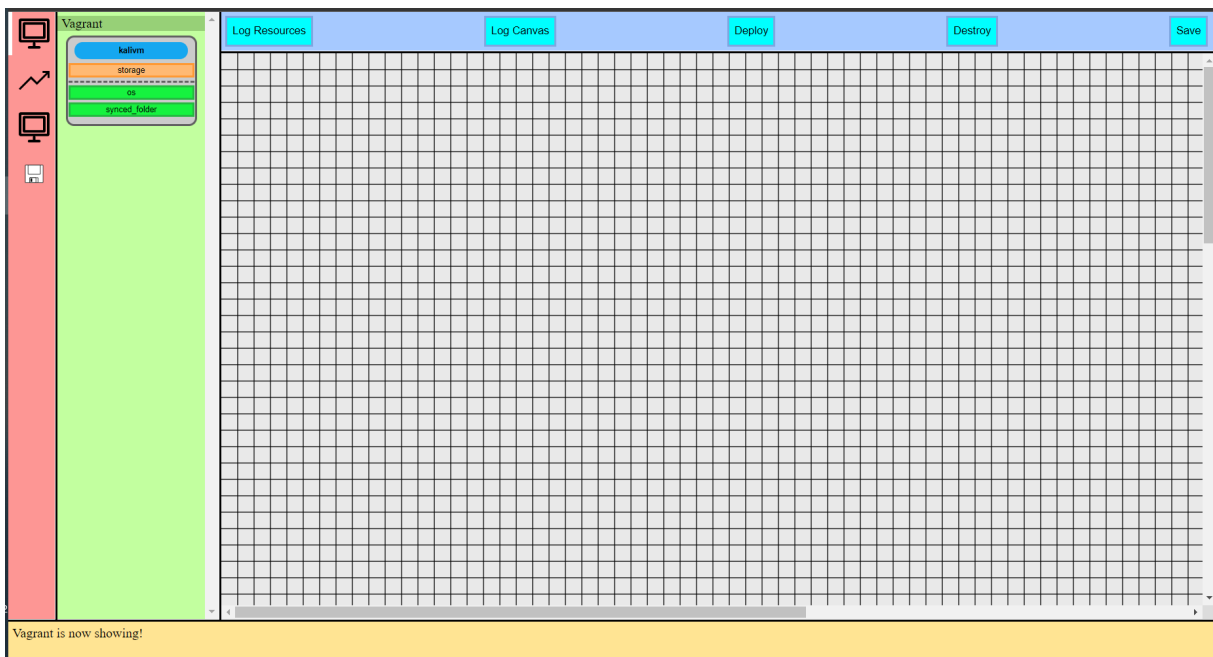 Vagrant
kalivm
storage
os
synced_folder
Log Resources
Log Canvas
Deploy
Destroy
Save
Vagrant is now showing!